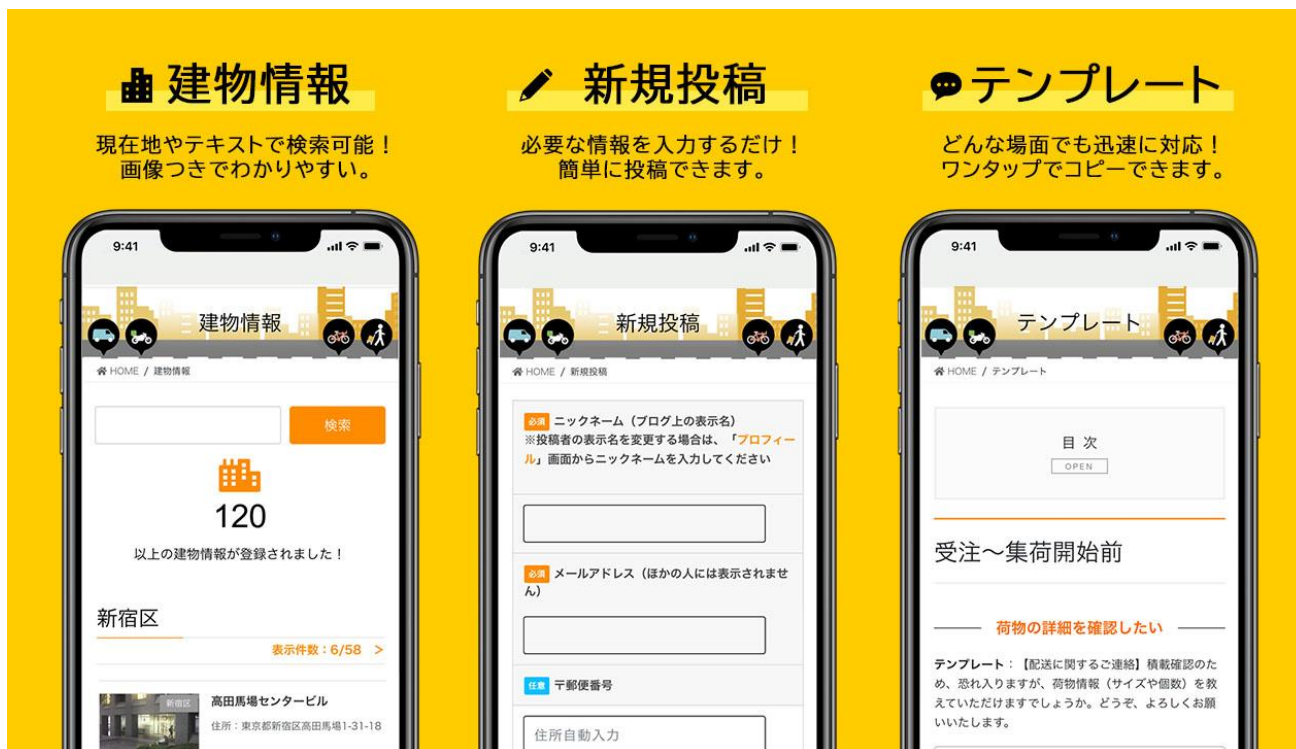 建物情報
現在地やテキストで検索可能！
画像つきでわかりやすい。
9:41
建物情報
HOME / 建物情報
検索
120
以上の建物情報が登録されました！
新宿区
表示件数：6/58 >
新宿区
高田馬場センタービル
住所：東京都新宿区高田馬場1-31-18
新規投稿
必要な情報を入力するだけ！
簡単に投稿できます。
9:41
新規投稿
HOME / 新規投稿
必須 ニックネーム（ブログ上の表示名）
※投稿者の表示名を変更する場合は、「プロフィー
ル」画面からニックネームを入力してください
必須 メールアドレス（ほかの人には表示されませ
ん）
任意 〒郵便番号
住所自動入力
テンプレート
どんな場面でも迅速に対応！
ワンタップでコピーできます。
9:41
テンプレート
HOME / テンプレート
目次
OPEN
受注～集荷開始前
荷物の詳細を確認したい
テンプレート：【配送に関するご連絡】積載確認のた
め、恐れ入りますが、荷物情報（サイズや個数）を教
えていただけますでしょうか。どうぞ、よろしくお願
いいたします。